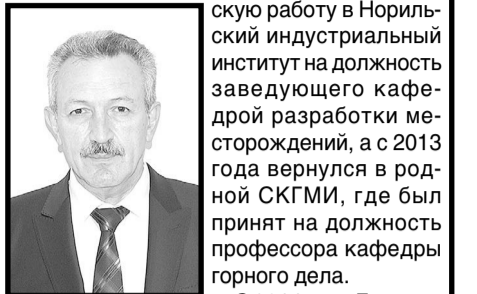 скую работу в Нориль-
ский индустриальный
институт на должность
заведующего кафе-
дрой разработки ме-
сторождений, а с 2013
года вернулся в род-
ной СКГМИ, где был
принят на должность
профессора кафедры
горного дела.